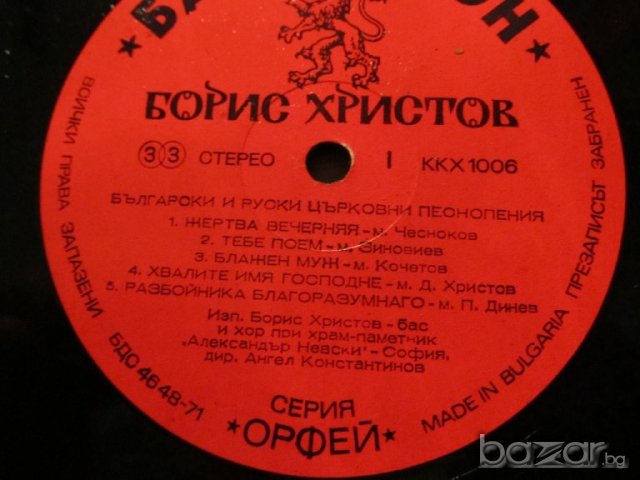 БОРИС ХРИСТОВ
33 СТЕРЕО I ККХ 1006
БЪЛГАРСКИ И РУСКИ ЦЪРКОВНИ ПЕСНОПЕНИЯ
1. ЖЕРТВА ВЕЧЕРНЯЯ – м. Чесноков
2. ТЕБЕ ПОЕМ – м. Зиновиев
3. БЛАЖЕН МУЖ – м. Кочетов
4. ХВАЛИТЕ ИМЯ ГОСПОДНЕ – м. Д. Христов
5. РАЗБОЙНИКА БЛАГОРАЗУМНАГО – м. П. Динев
Изп. Борис Христов – бас
и хор при храм-паметник
„Александър Невски" – София,
дир. Ангел Константинов
СЕРИЯ
*ОРФЕЙ*
ВСИЧКИ ПРАВА ЗАПАЗЕНИ БДС 4648-71
MADE IN BULGARIA ПРЕЗАПИСЪТ ЗАБРАНЕН
bazar.bg